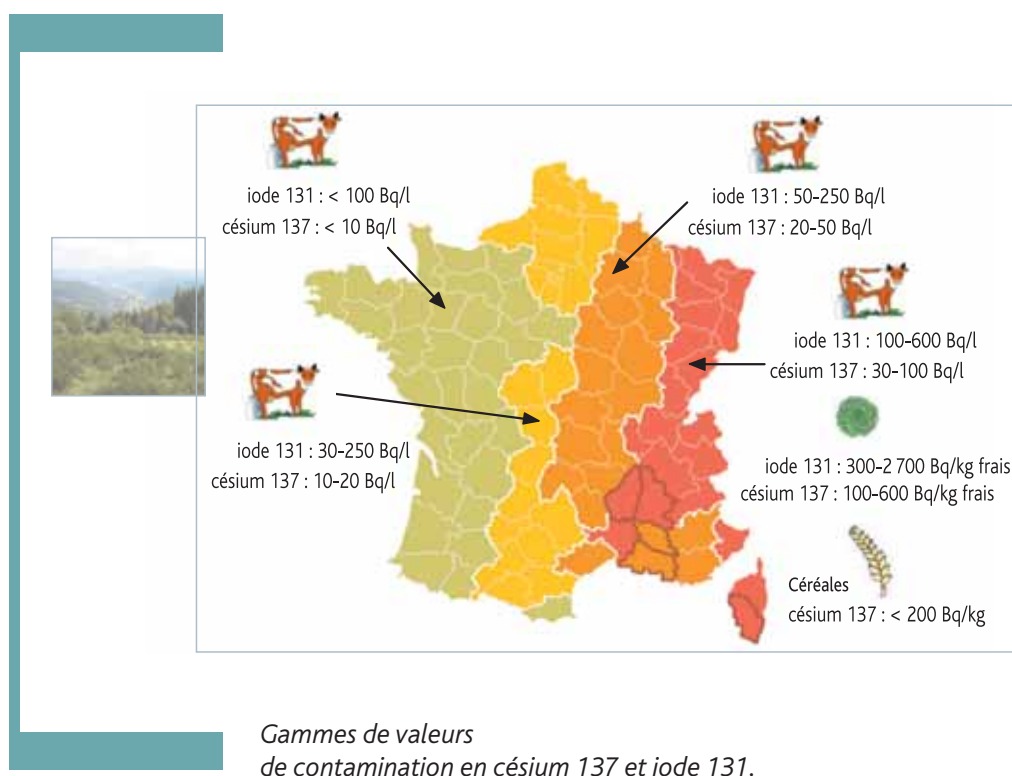 iode 131 : < 100 Bq/l
césium 137 : < 10 Bq/l
iode 131 : 50-250 Bq/l
césium 137 : 20-50 Bq/l
iode 131 : 100-600 Bq/l
césium 137 : 30-100 Bq/l
iode 131 : 30-250 Bq/l
césium 137 : 10-20 Bq/l
iode 131 : 300-2 700 Bq/kg frais
césium 137 : 100-600 Bq/kg frais
Céréales
césium 137 : < 200 Bq/kg
Gammes de valeurs
de contamination en césium 137 et iode 131.